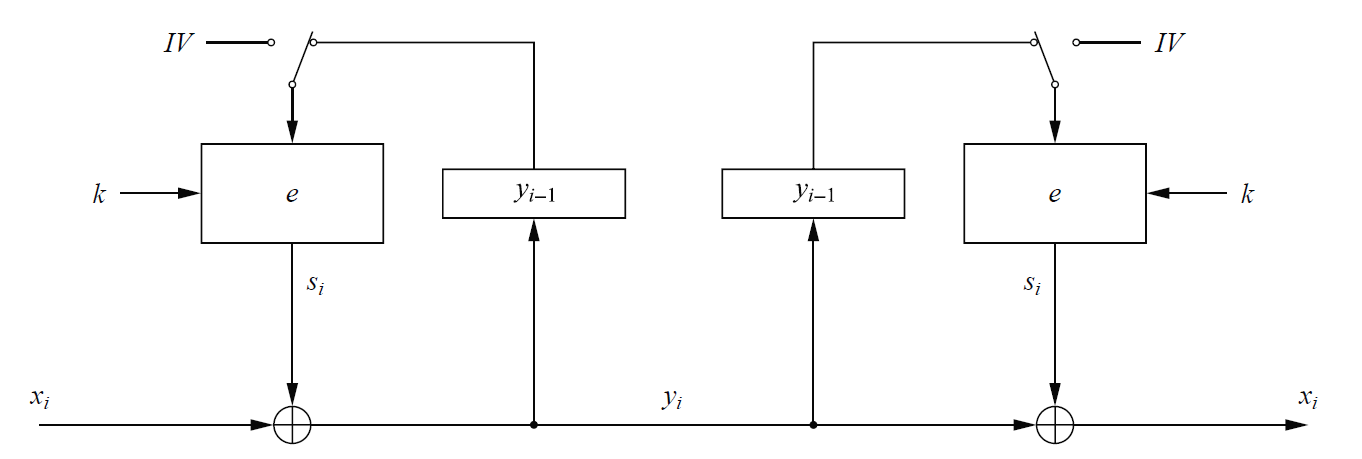 IV IV
y_{i-1} y_{i-1}
k e e k
s_i s_i
x_i y_i x_i